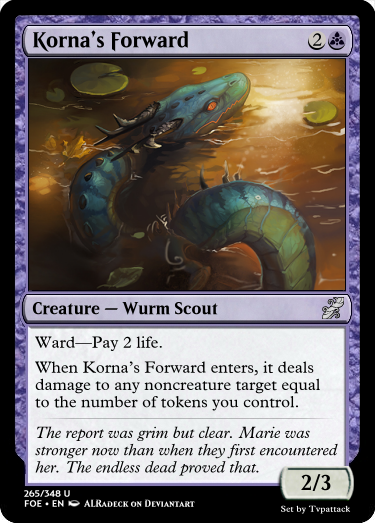 Korna's Forward
2
Creature — Wurm Scout
Ward—Pay 2 life.
When Korna's Forward enters, it deals
damage to any noncreature target equal
to the number of tokens you control.
The report was grim but clear. Marie was
stronger now than when they first encountered
her. The endless dead proved that.
2/3
265/348 U
FOE • EN ALRadeck on Deviantart
Set by Tvpattack